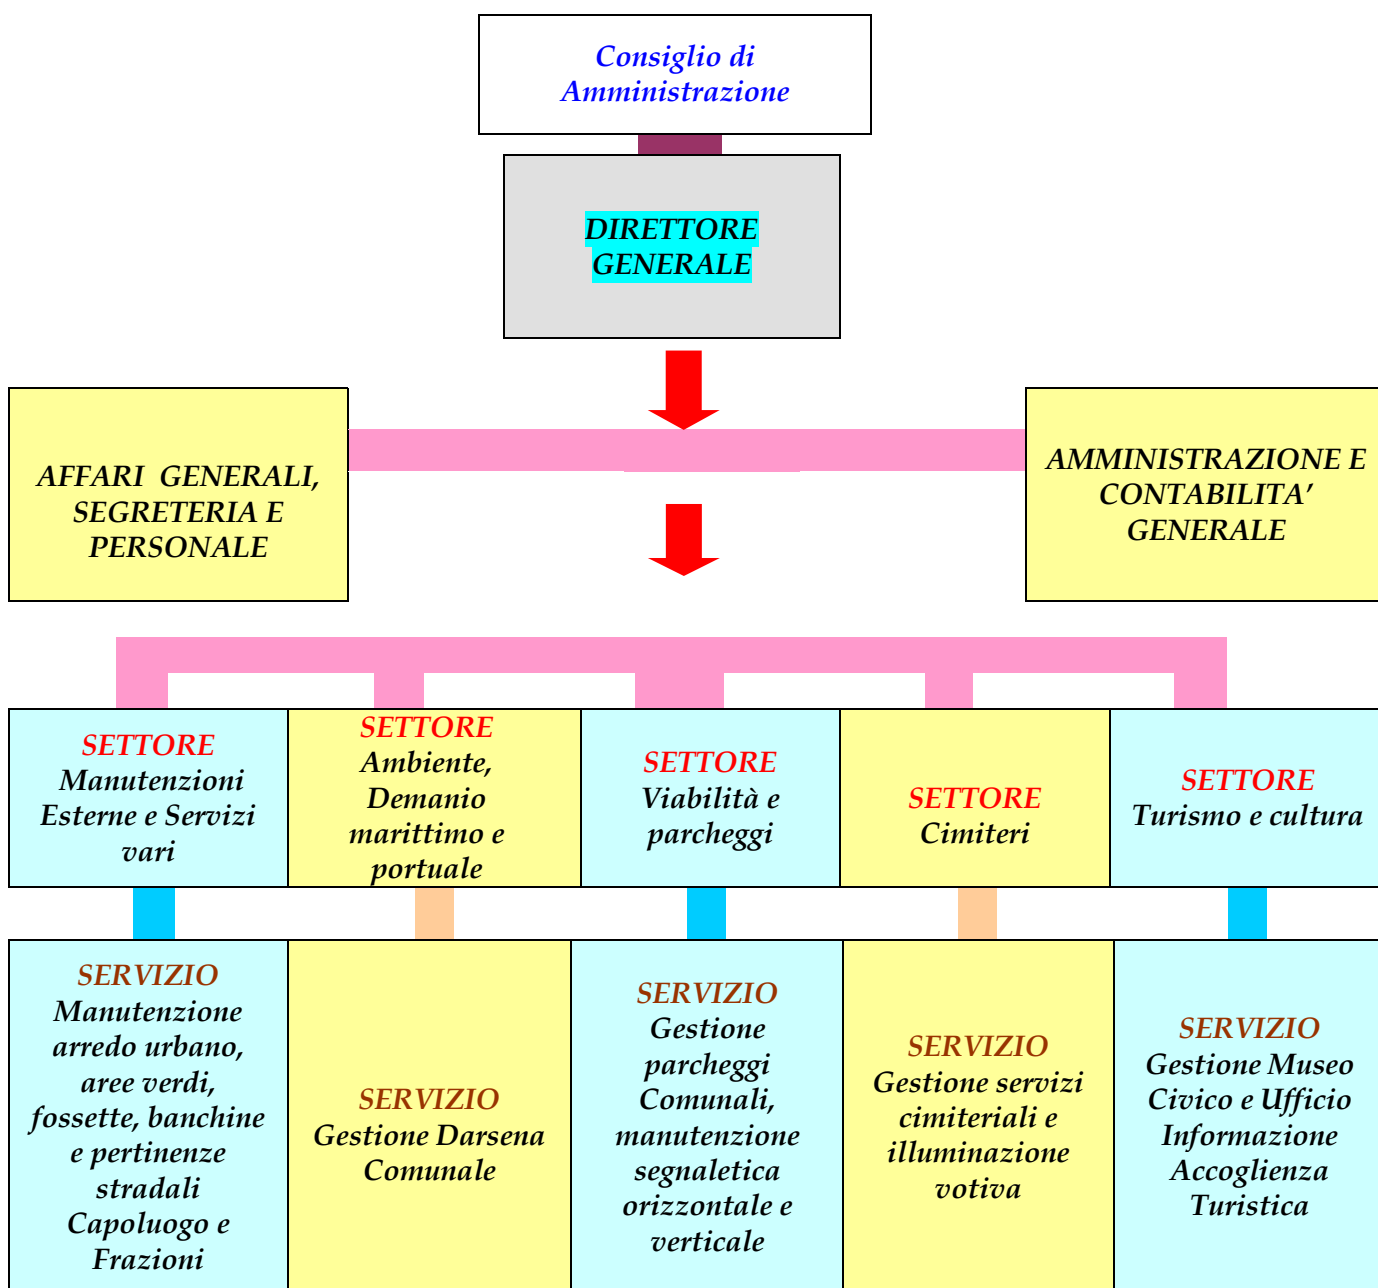 Consiglio di
Amministrazione
DIRETTORE
GENERALE
AFFARI GENERALI,
SEGRETERIA E
PERSONALE
AMMINISTRAZIONE E
CONTABILITA’
GENERALE
SETTORE
Manutenzioni
Esterne e Servizi
vari
SETTORE
Ambiente,
Demanio
marittimo e
portuale
SETTORE
Viabilità e
parcheggi
SETTORE
Cimiteri
SETTORE
Turismo e cultura
SERVIZIO
Manutenzione
arredo urbano,
aree verdi,
fossette, banchine
e pertinenze
stradali
Capoluogo e
Frazioni
SERVIZIO
Gestione Darsena
Comunale
SERVIZIO
Gestione
parcheggi
Comunali,
manutenzione
segnaletica
orizzontale e
verticale
SERVIZIO
Gestione servizi
cimiteriali e
illuminazione
votiva
SERVIZIO
Gestione Museo
Civico e Ufficio
Informazione
Accoglienza
Turistica